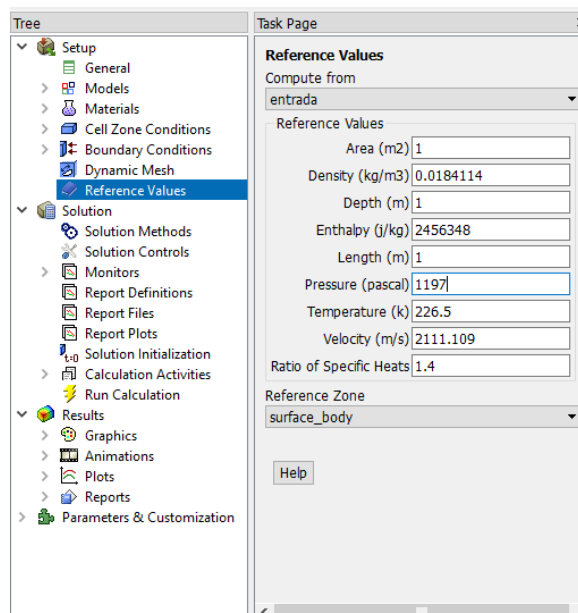 Tree
Setup
General
Models
Materials
Cell Zone Conditions
Boundary Conditions
Dynamic Mesh
Reference Values
Solution
Solution Methods
Solution Controls
Monitors
Report Definitions
Report Files
Report Plots
t=0 Solution Initialization
Calculation Activities
Run Calculation
Results
Graphics
Animations
Plots
Reports
Parameters & Customization
Task Page
Reference Values
Compute from
entrada
Reference Values
Area (m2) 1
Density (kg/m3) 0.0184114
Depth (m) 1
Enthalpy (j/kg) 2456348
Length (m) 1
Pressure (pascal) 1197
Temperature (k) 226.5
Velocity (m/s) 2111.109
Ratio of Specific Heats 1.4
Reference Zone
surface_body
Help